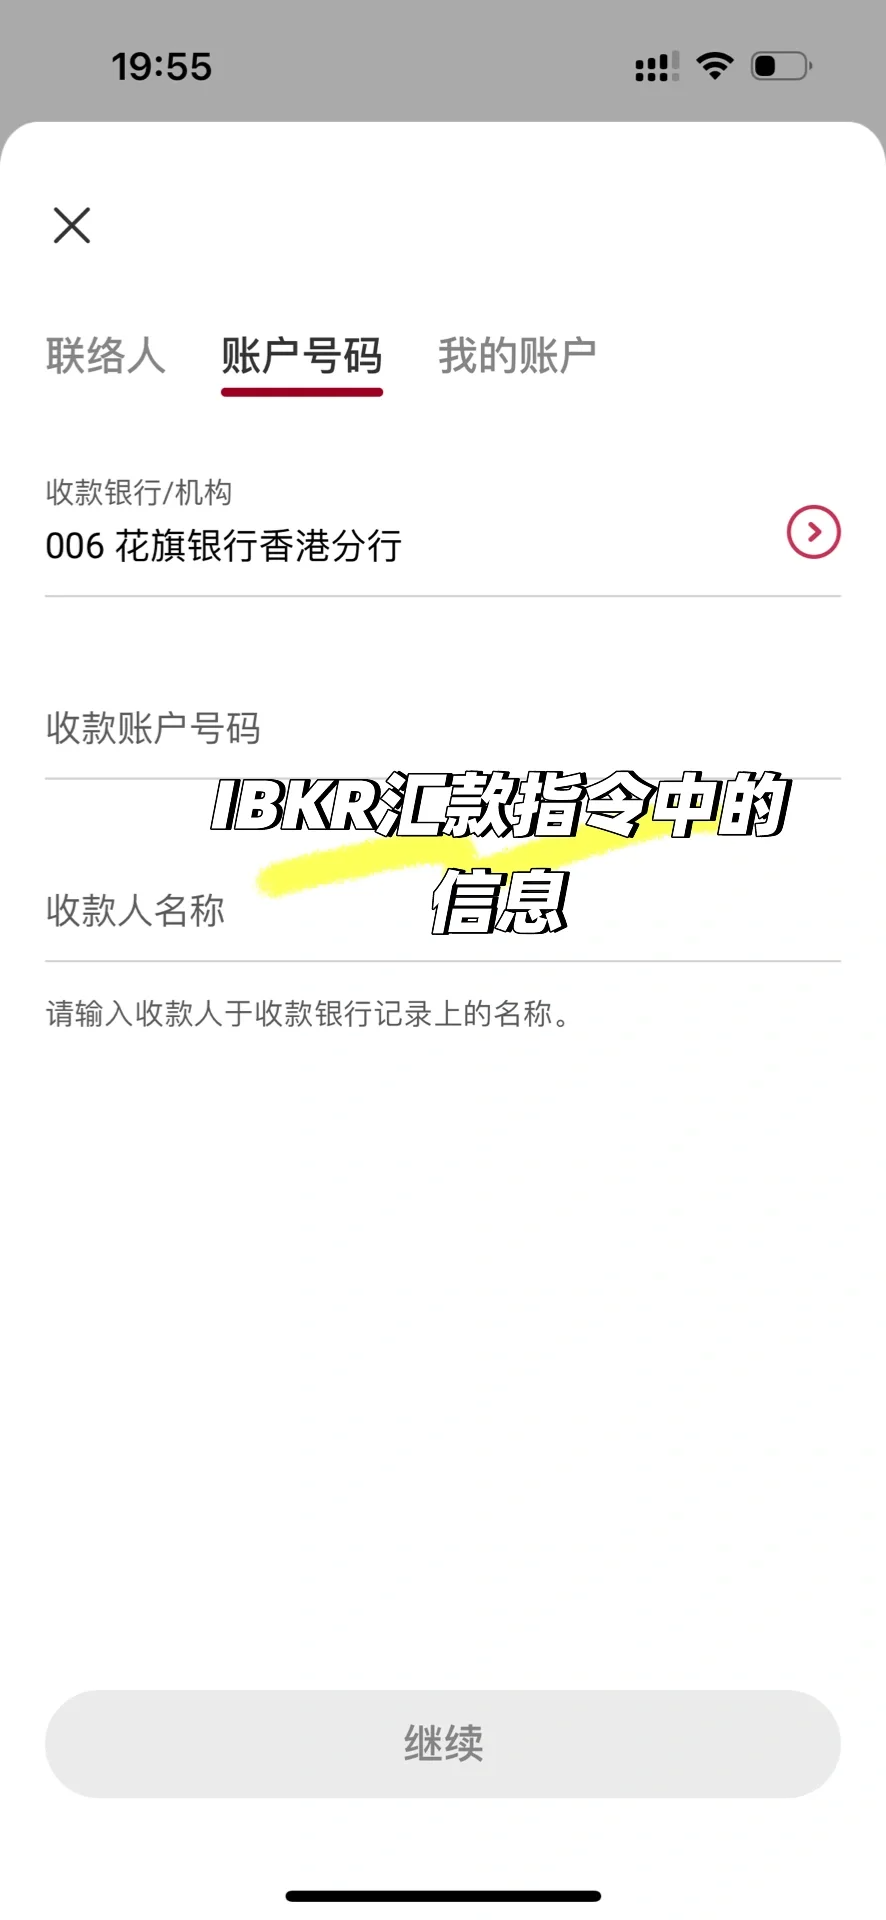 19:55
联络人 账户号码 我的账户
收款银行/机构
006 花旗银行香港分行
收款账户号码
IBKR汇款指令中的
信息
收款人名称
请输入收款人于收款银行记录上的名称。
继续